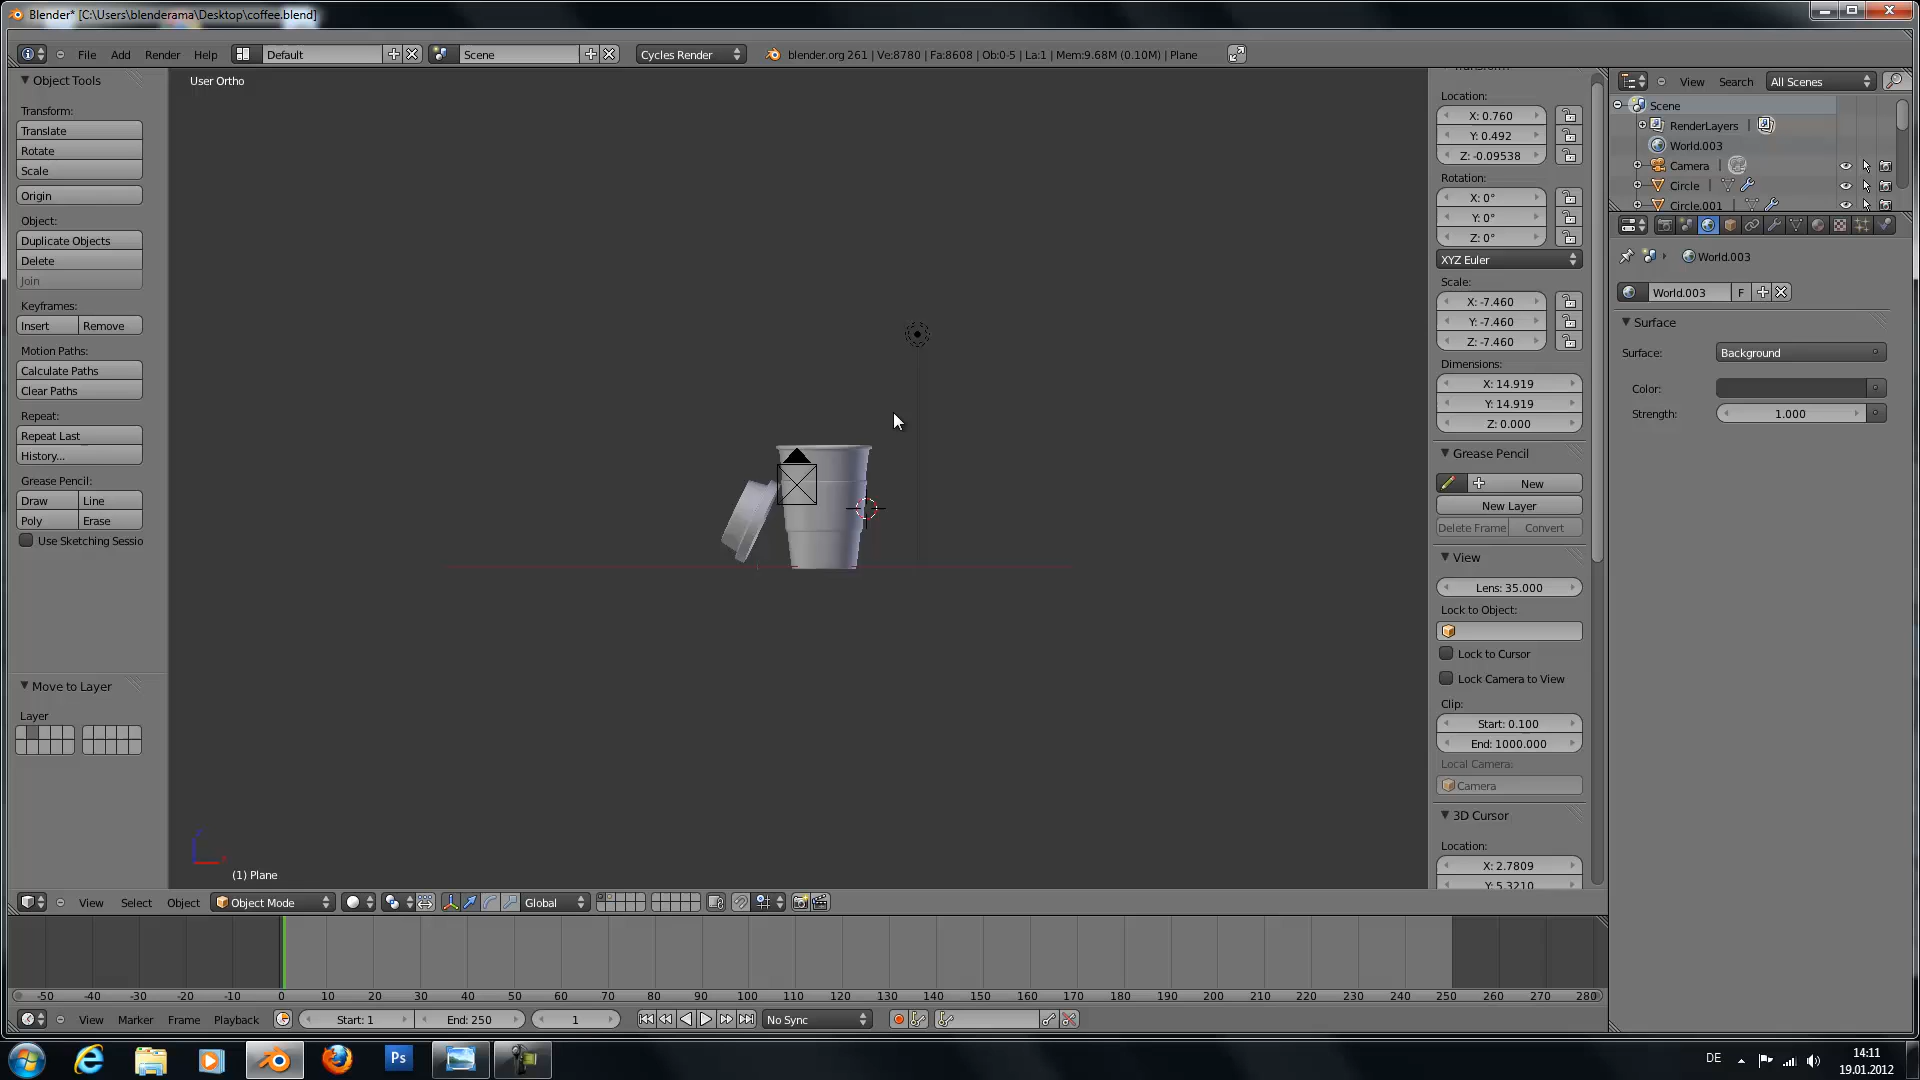 Blender* [C:\Users\blenderama\Desktop\coffee.blend]
File Add Render Help Default Scene Cycles Render blender.org 261 | Ve:8780 | Fa:8608 | Ob:0-5 | La:1 | Mem:9.68M (0.10M) | Plane
Object Tools
Transform:
Translate
Rotate
Scale
Origin
Object:
Duplicate Objects
Delete
Join
Keyframes:
Insert Remove
Motion Paths:
Calculate Paths
Clear Paths
Repeat:
Repeat Last
History...
Grease Pencil:
Draw Line
Poly Erase
Use Sketching Sessio
Move to Layer
Layer
User Ortho
(1) Plane
Location:
X: 0.760
Y: 0.492
Z: -0.09538
Rotation:
X: 0°
Y: 0°
Z: 0°
XYZ Euler
Scale:
X: -7.460
Y: -7.460
Z: -7.460
Dimensions:
X: 14.919
Y: 14.919
Z: 0.000
Grease Pencil
New
New Layer
Delete Frame Convert
View
Lens: 35.000
Lock to Object:
Lock to Cursor
Lock Camera to View
Clip:
Start: 0.100
End: 1000.000
Local Camera:
Camera
3D Cursor
Location:
X: 2.7809
Y: 5.3210
View Search All Scenes
Scene
RenderLayers |
World.003
Camera |
Circle |
Circle.001
World.003
World.003 F
Surface
Surface: Background
Color:
Strength: 1.000
View Select Object Object Mode Global
-50 -40 -30 -20 -10 0 10 20 30 40 50 60 70 80 90 100 110 120 130 140 150 160 170 180 190 200 210 220 230 240 250 260 270 280
View Marker Frame Playback Start: 1 End: 250 1 No Sync
Ps DE 14:11
19.01.2012